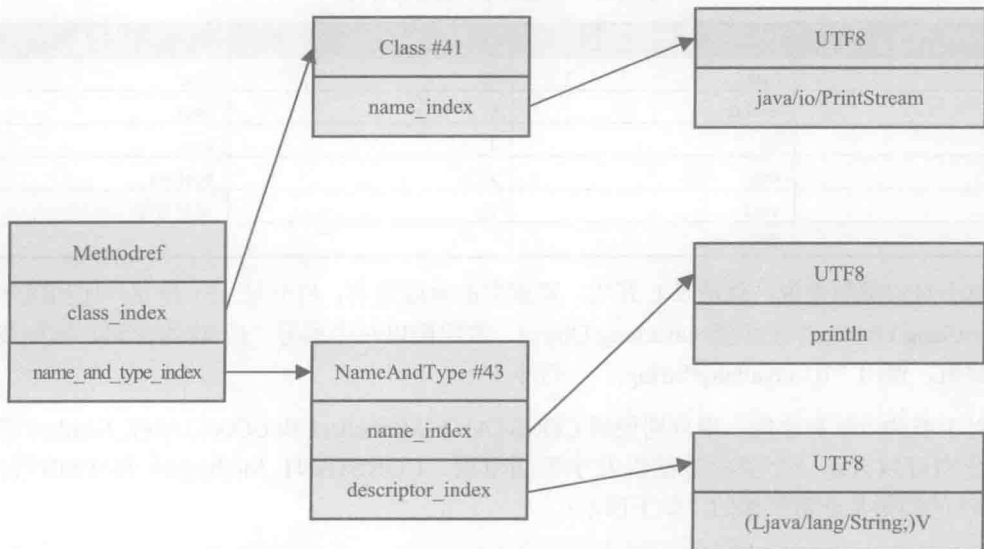 Class #41
name_index
UTF8
java/io/PrintStream
Methodref
class_index
name_and_type_index
NameAndType #43
name_index
descriptor_index
UTF8
println
UTF8
(Ljava/lang/String;)V